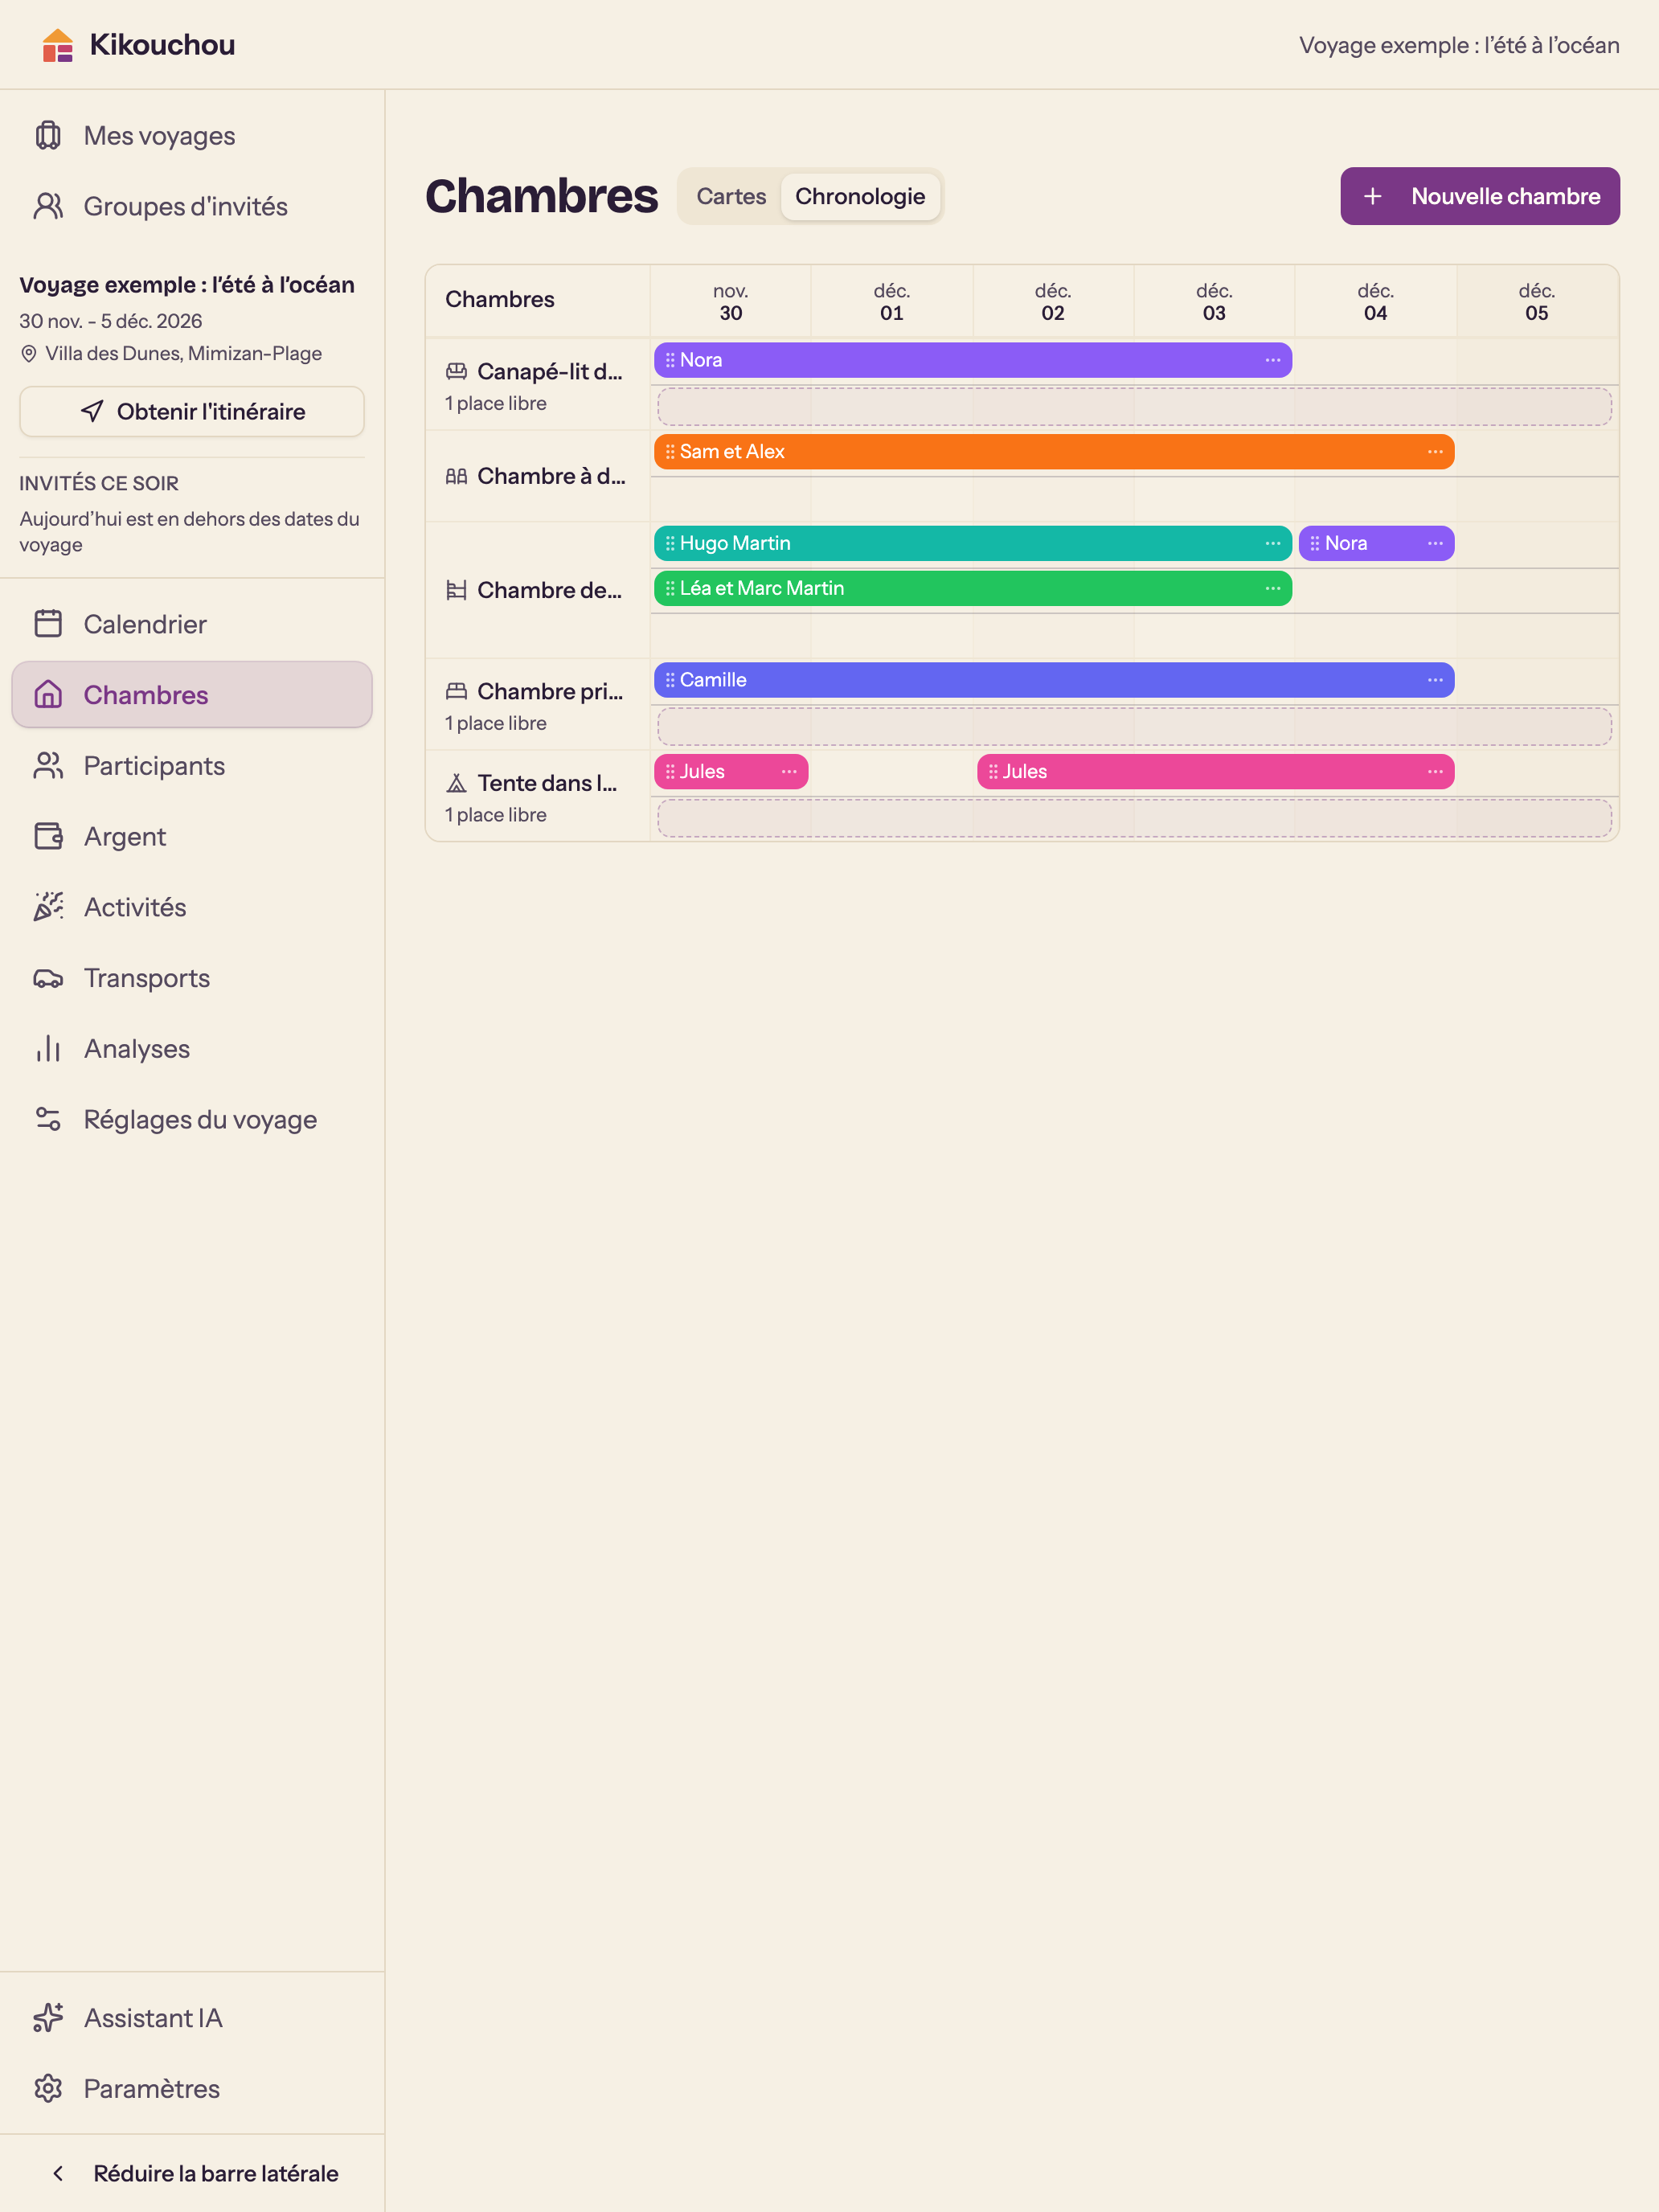 Kikouchou
Voyage exemple : l’été à l’océan
Mes voyages
Groupes d'invités
Voyage exemple : l’été à l’océan
30 nov. - 5 déc. 2026
Villa des Dunes, Mimizan-Plage
Obtenir l'itinéraire
INVITÉS CE SOIR
Aujourd’hui est en dehors des dates du
voyage
Calendrier
Chambres
Participants
Argent
Activités
Transports
Analyses
Réglages du voyage
Assistant IA
Paramètres
Réduire la barre latérale
Chambres
Cartes
Chronologie
Nouvelle chambre
Chambres
nov.
30
déc.
01
déc.
02
déc.
03
déc.
04
déc.
05
Canapé-lit d...
1 place libre
Nora
Chambre à d...
Sam et Alex
Chambre de...
Hugo Martin
Nora
Léa et Marc Martin
Chambre pri...
1 place libre
Camille
Tente dans l...
1 place libre
Jules
Jules